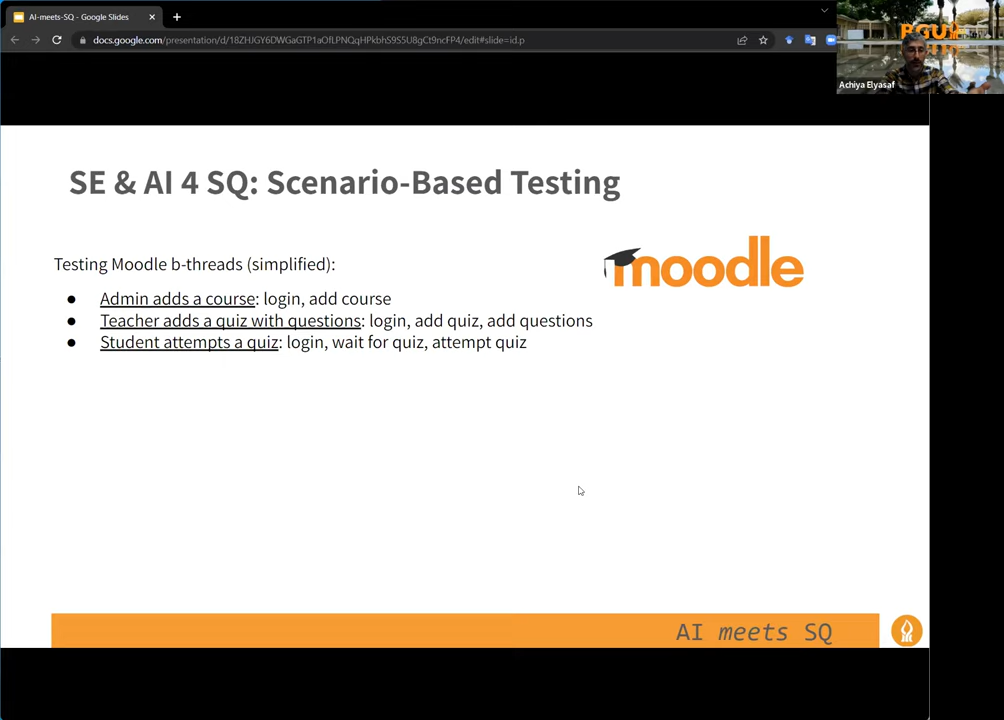 AI-meets-SQ - Google Slides
docs.google.com/presentation/d/18ZHJGY6DWGaGTP1aOfLPNQqHPkbhS9S5U8gCt9ncFP4/edit#slide=id.p
Achiya Elyasaf
SE & AI 4 SQ: Scenario-Based Testing
moodle
Testing Moodle b-threads (simplified):
● Admin adds a course: login, add course
● Teacher adds a quiz with questions: login, add quiz, add questions
● Student attempts a quiz: login, wait for quiz, attempt quiz
AI meets SQ